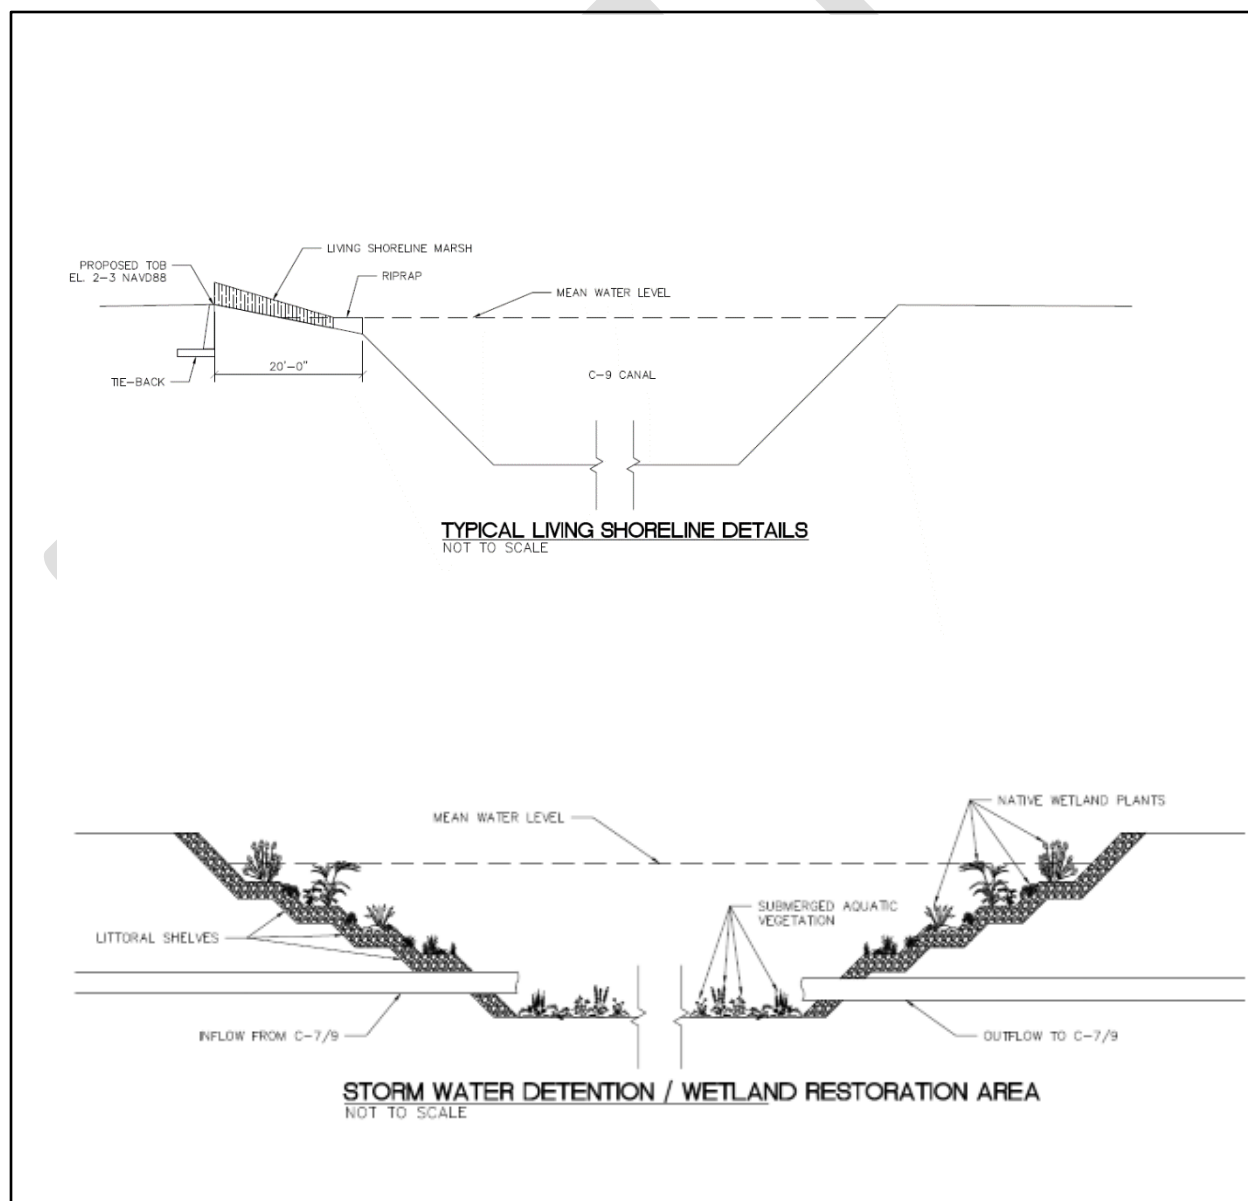 LIVING SHORELINE MARSH
PROPOSED TOB
EL. 2-3 NAVD88
RIPRAP
MEAN WATER LEVEL
20'-0"
TIE-BACK
C-9 CANAL
TYPICAL LIVING SHORELINE DETAILS
NOT TO SCALE
NATIVE WETLAND PLANTS
MEAN WATER LEVEL
SUBMERGED AQUATIC
VEGETATION
LITTORAL SHELVES
INFLOW FROM C-7/9
OUTFLOW TO C-7/9
STORM WATER DETENTION / WETLAND RESTORATION AREA
NOT TO SCALE